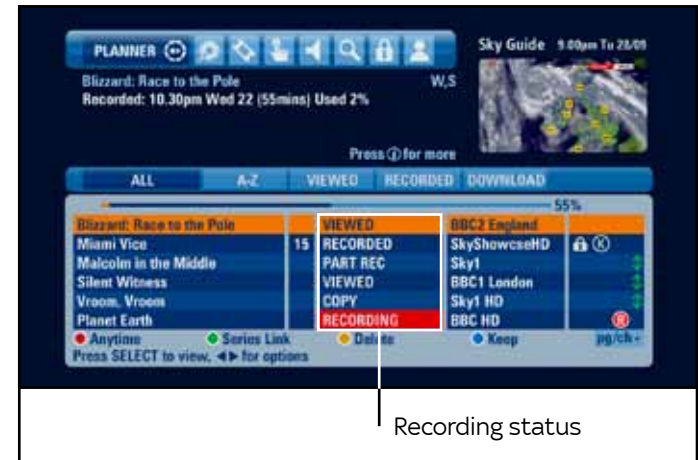 PLANNER
Sky Guide 9.00pm Tu 28/09
Blizzard: Race to the Pole W,S
Recorded: 10.30pm Wed 22 (55mins) Used 2%
Press i for more
ALL A-Z VIEWED RECORDED DOWNLOAD
55%
Blizzard: Race to the Pole VIEWED BBC2 England
Miami Vice 15 RECORDED SkyShowcseHD K
Malcolm in the Middle PART REC Sky1
Silent Witness VIEWED BBC1 London
Vroom, Vroom COPY Sky1 HD
Planet Earth RECORDING BBC HD R
Anytime Series Link Delete Keep pg/ch
Press SELECT to view, ◀▶ for options
Recording status